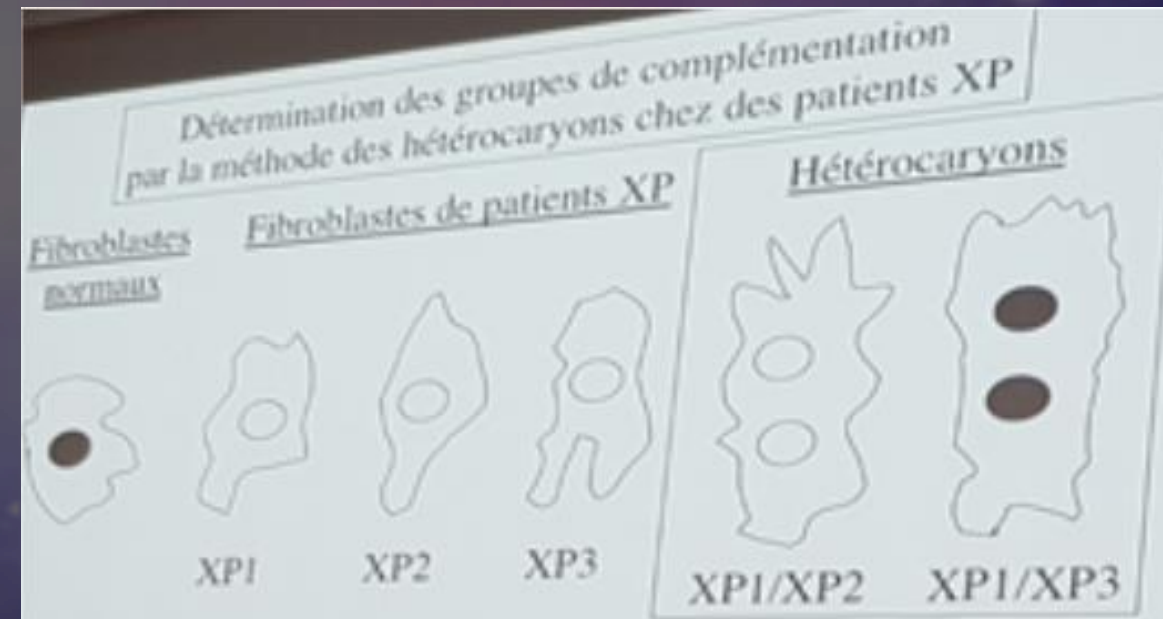 Détermination des groupes de complémentation
par la méthode des hétérocaryons chez des patients XP
Fibroblastes
normaux
Fibroblastes de patients XP
Hétérocaryons
XP1
XP2
XP3
XP1/XP2
XP1/XP3